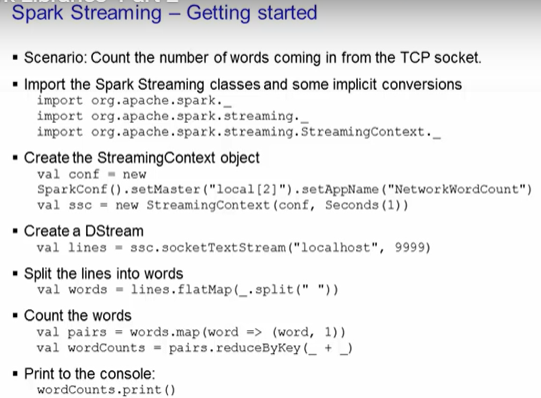 Spark Streaming – Getting started
▪ Scenario: Count the number of words coming in from the TCP socket.
▪ Import the Spark Streaming classes and some implicit conversions
import org.apache.spark._
import org.apache.spark.streaming._
import org.apache.spark.streaming.StreamingContext._
▪ Create the StreamingContext object
val conf = new
SparkConf().setMaster("local[2]").setAppName("NetworkWordCount")
val ssc = new StreamingContext(conf, Seconds(1))
▪ Create a DStream
val lines = ssc.socketTextStream("localhost", 9999)
▪ Split the lines into words
val words = lines.flatMap(_.split(" "))
▪ Count the words
val pairs = words.map(word => (word, 1))
val wordCounts = pairs.reduceByKey(_ + _)
▪ Print to the console:
wordCounts.print()